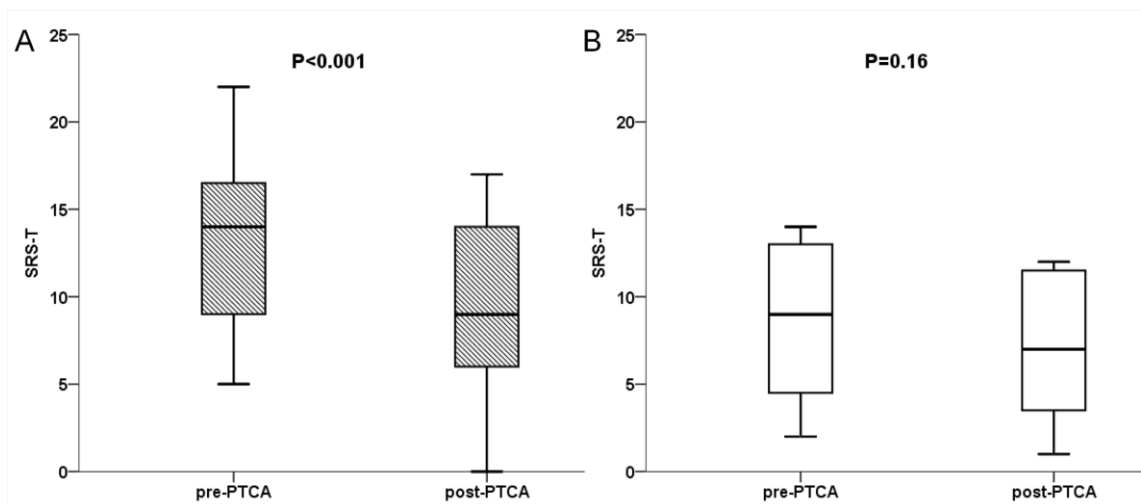 A
P<0.001
SRS-T
25
20
15
10
5
0
pre-PTCA post-PTCA
B
P=0.16
SRS-T
25
20
15
10
5
0
pre-PTCA post-PTCA